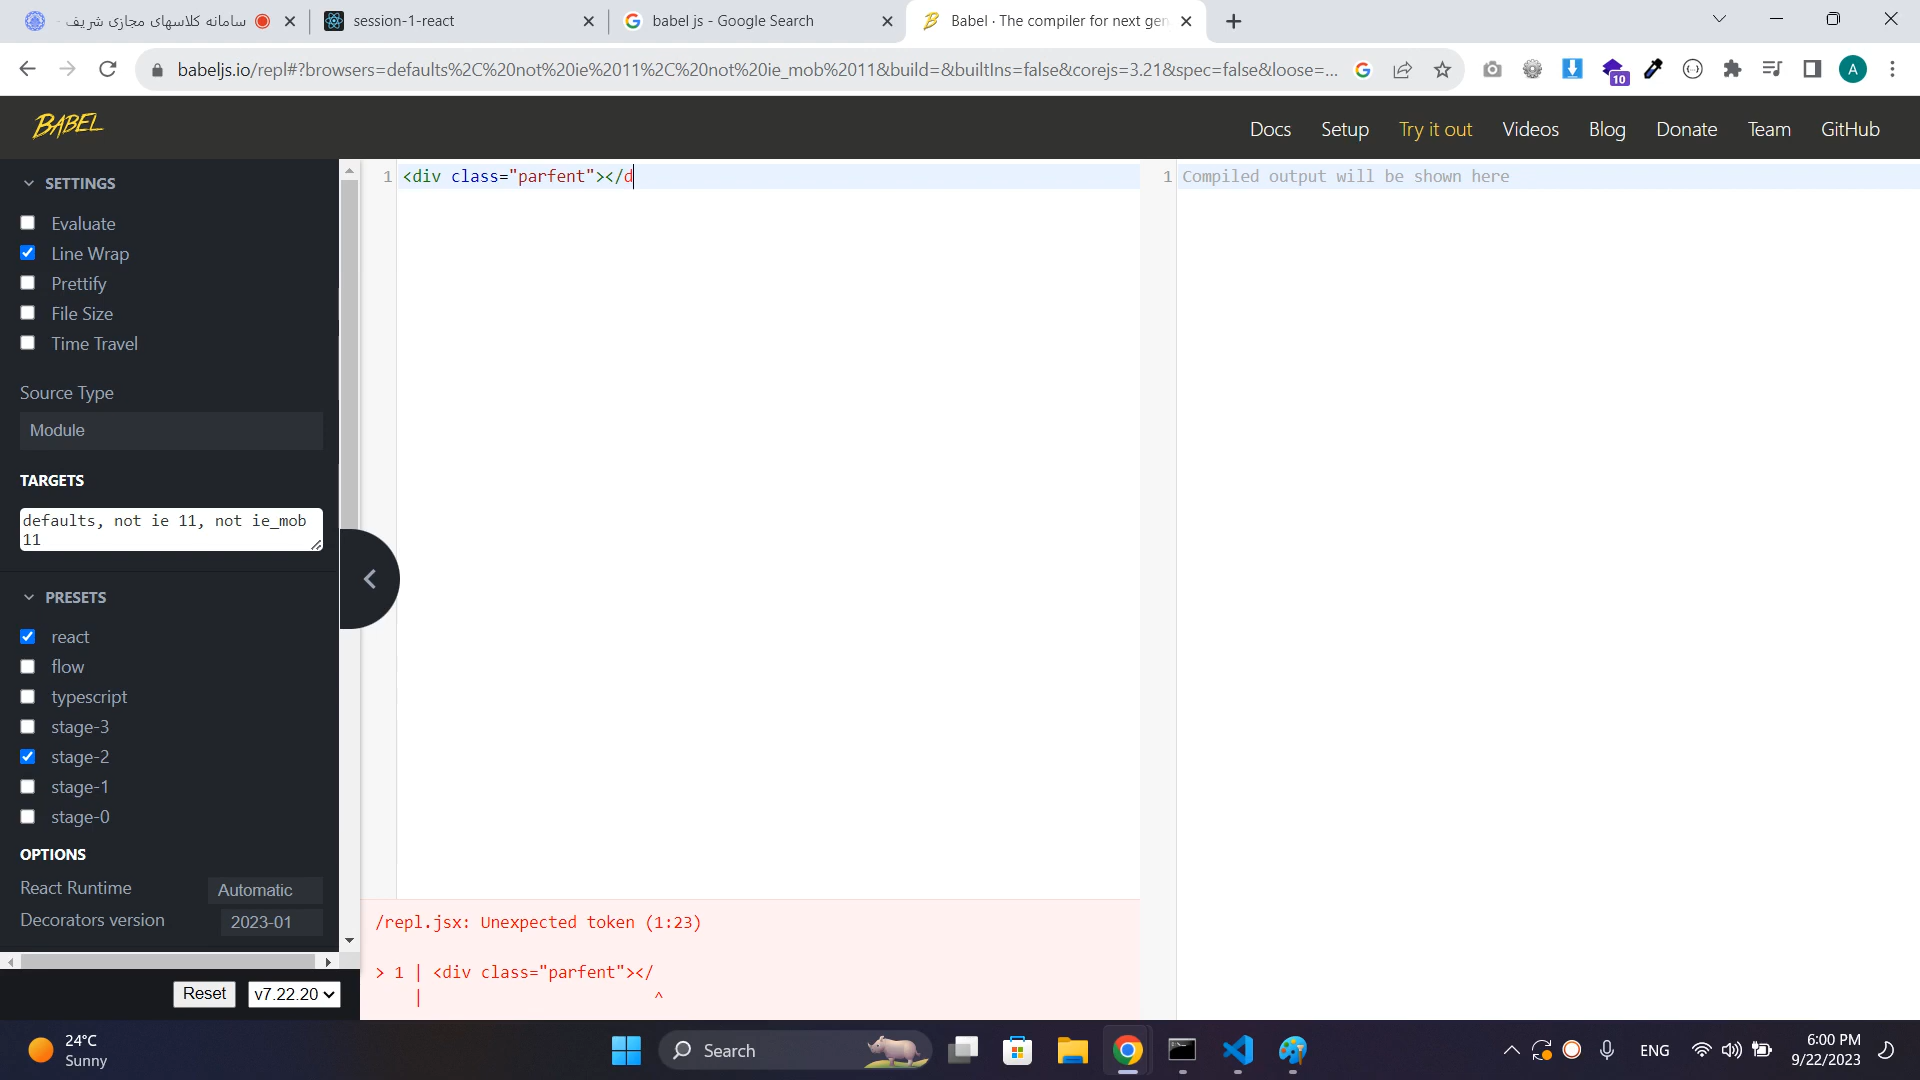 سامانه کلاسهای مجازی شریف
session-1-react
babel js - Google Search
Babel · The compiler for next gen
babeljs.io/repl#?browsers=defaults%2C%20not%20ie%2011%2C%20not%20ie_mob%2011&build=&builtIns=false&corejs=3.21&spec=false&loose=...
10
A
BABEL
Docs
Setup
Try it out
Videos
Blog
Donate
Team
GitHub
SETTINGS
Evaluate
Line Wrap
Prettify
File Size
Time Travel
Source Type
Module
TARGETS
defaults, not ie 11, not ie_mob
11
PRESETS
react
flow
typescript
stage-3
stage-2
stage-1
stage-0
OPTIONS
React Runtime
Automatic
Decorators version
2023-01
Reset
v7.22.20
1 <div class="parfent"></d
1 Compiled output will be shown here
/repl.jsx: Unexpected token (1:23)
> 1 | <div class="parfent"></
| ^
24°C
Sunny
Search
ENG
6:00 PM
9/22/2023